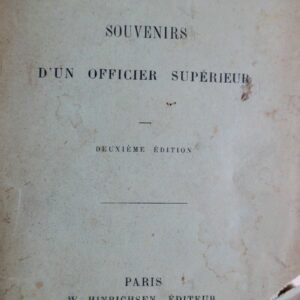 SOUVENIRS
D'UN OFFICIER SUPÉRIEUR
DEUXIÈME ÉDITION
PARIS
W. HINRICHSEN, ÉDITEUR